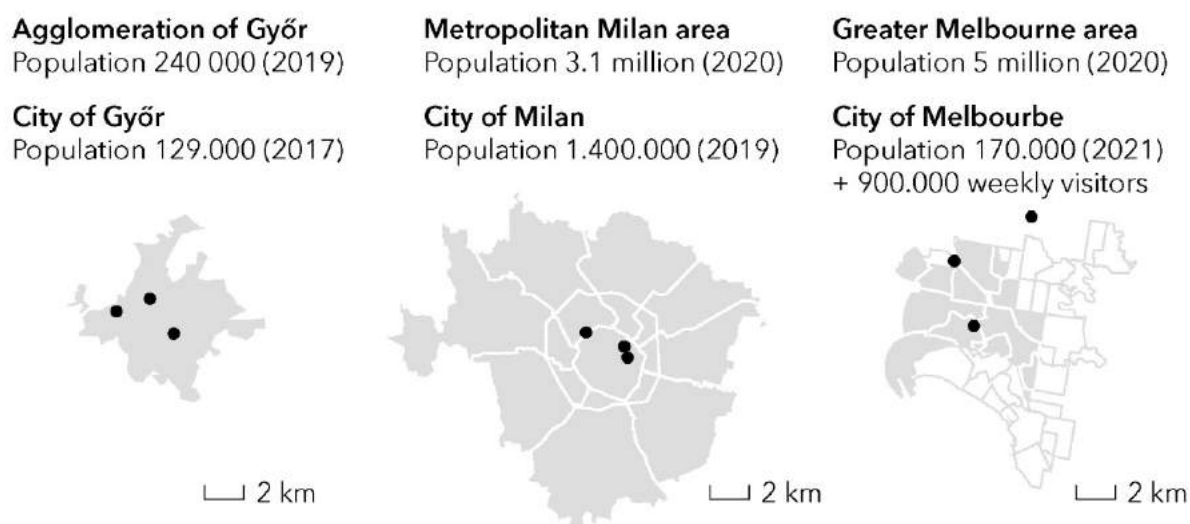 Agglomeration of Győr
Population 240 000 (2019)
City of Győr
Population 129.000 (2017)
Metropolitan Milan area
Population 3.1 million (2020)
City of Milan
Population 1.400.000 (2019)
Greater Melbourne area
Population 5 million (2020)
City of Melbourbe
Population 170.000 (2021)
+ 900.000 weekly visitors
2 km
2 km
2 km